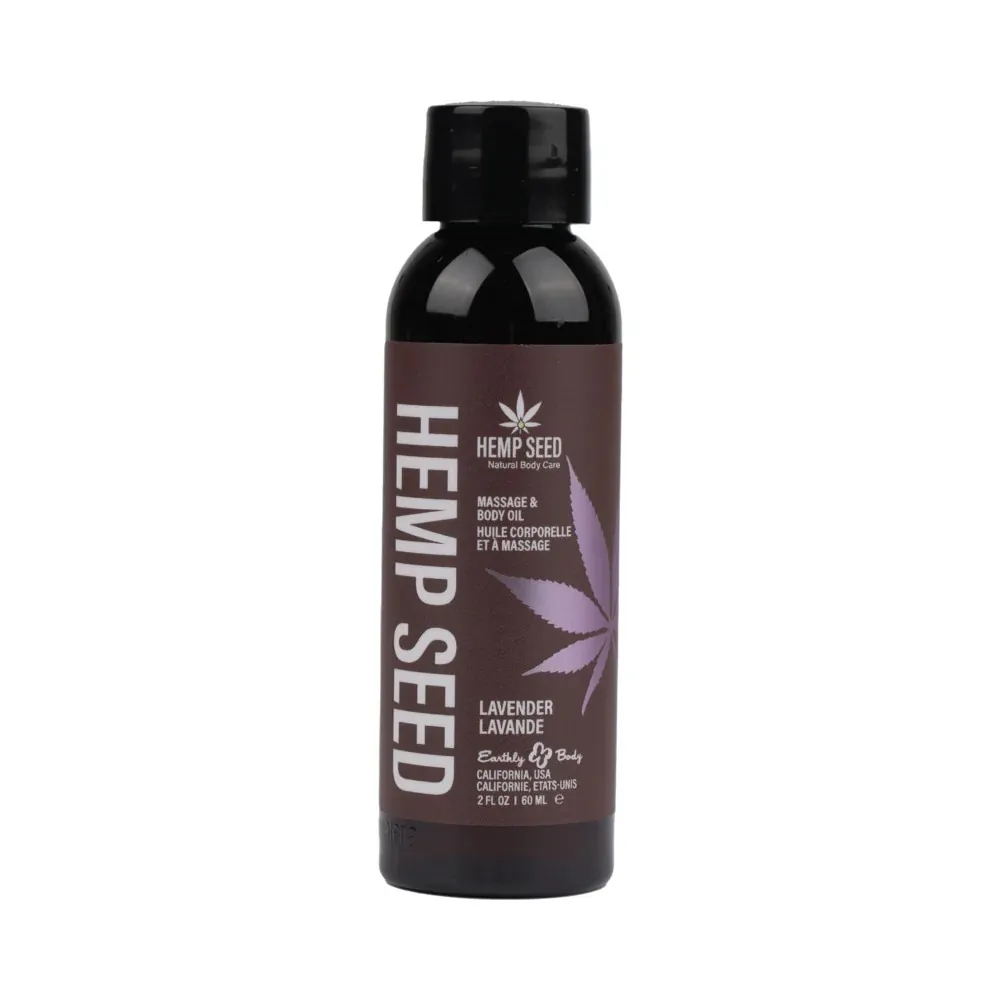 HEMP SEED
HEMP SEED
Natural Body Care
MASSAGE &
BODY OIL
HUILE CORPORELLE
ET À MASSAGE
LAVENDER
LAVANDE
Earthly Body
CALIFORNIA, USA
CALIFORNIE, ETATS-UNIS
2 FL OZ | 60 ML ℮